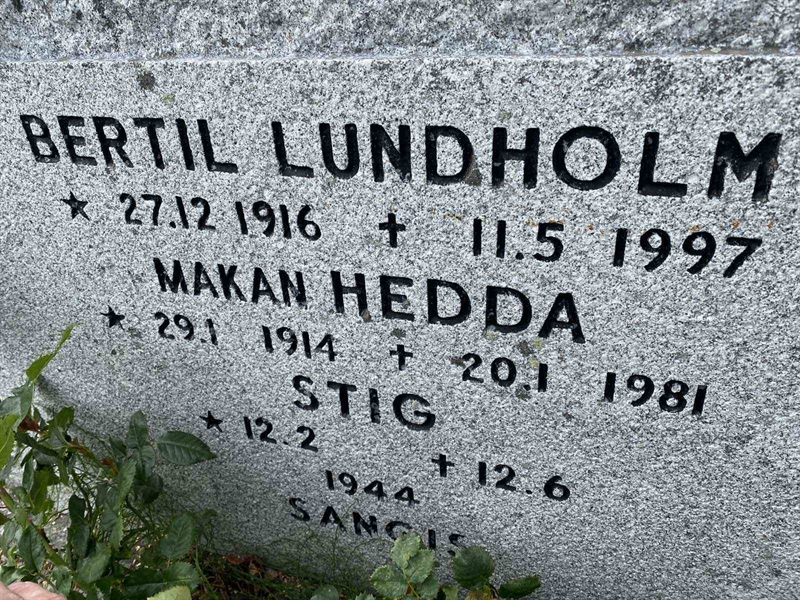 BERTIL LUNDHOLM
★ 27.12 1916 ✝ 11.5 1997
MAKAN HEDDA
★ 29.1 1914 ✝ 20.1 1981
STIG
★ 12.2 ✝ 12.6
1944
SANGIS